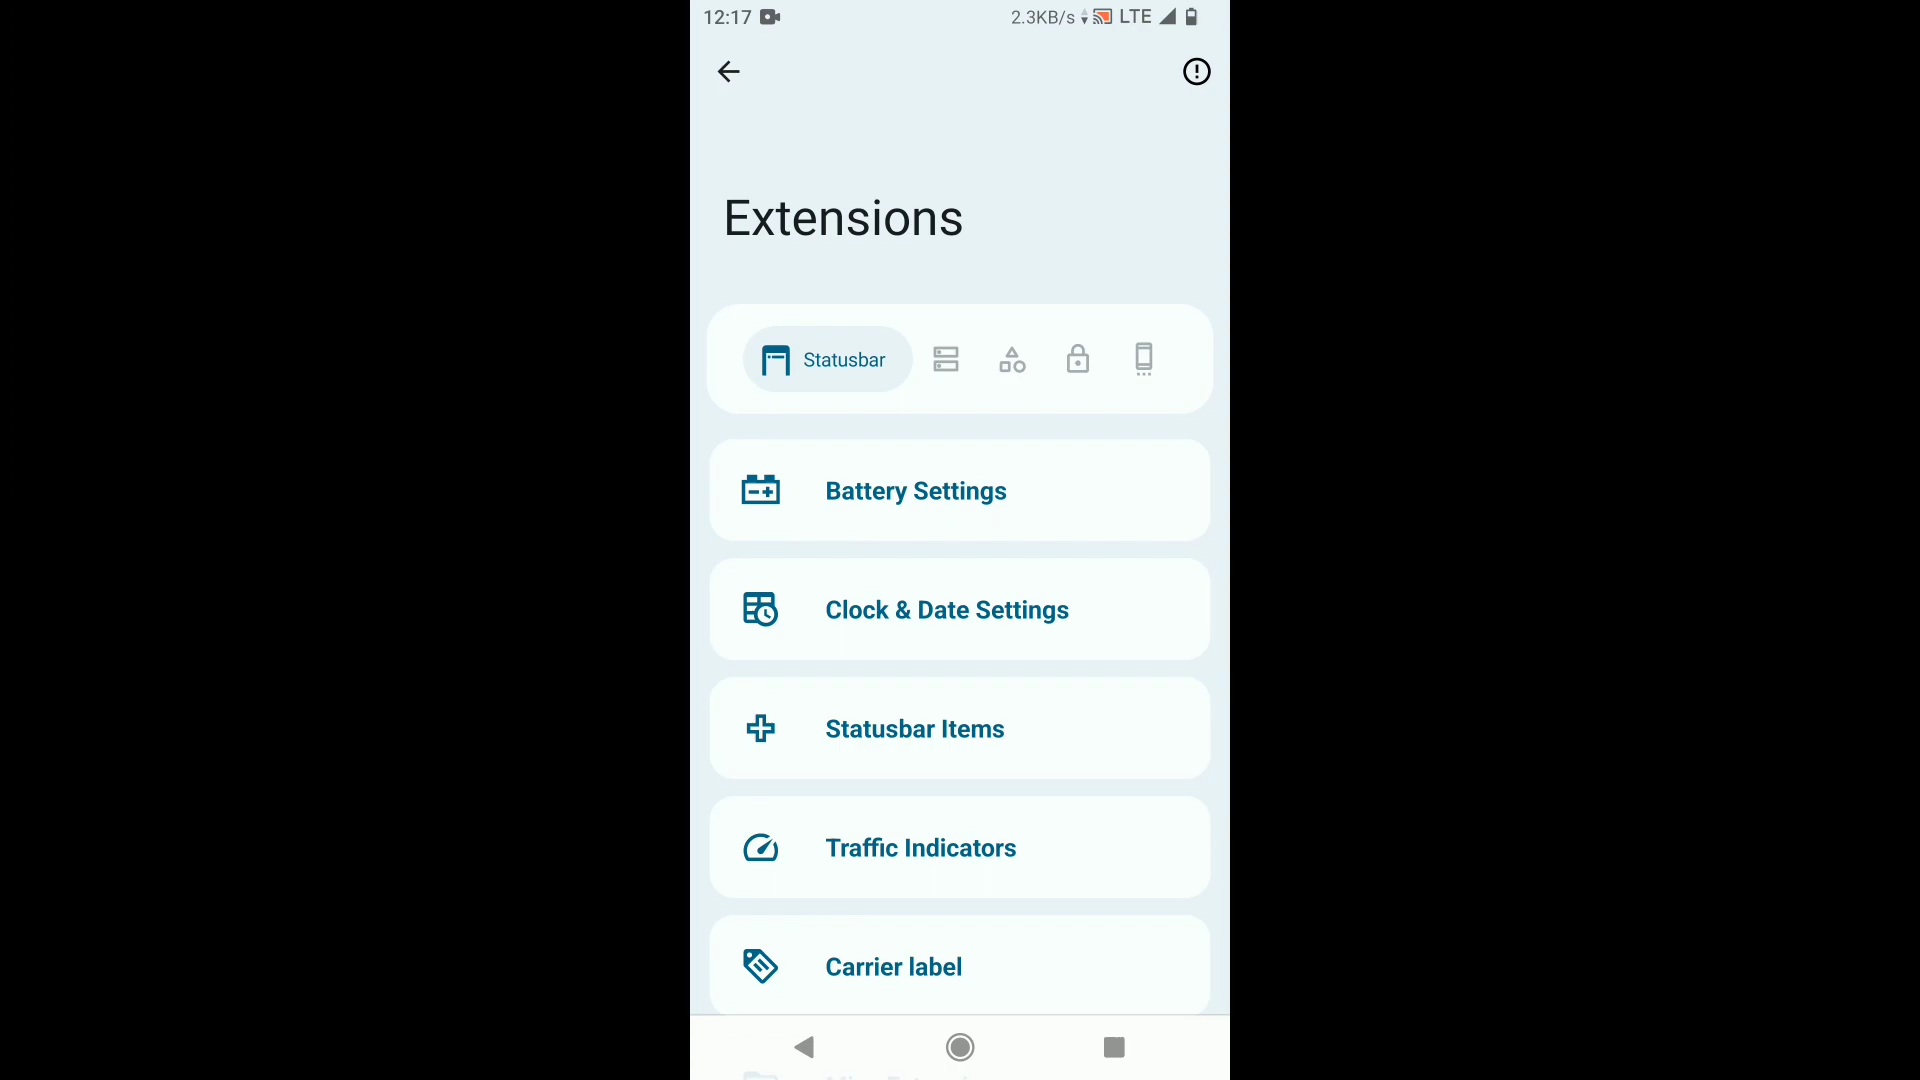 12:17 2.3KB/s LTE
Extensions
Statusbar
Battery Settings
Clock & Date Settings
Statusbar Items
Traffic Indicators
Carrier label